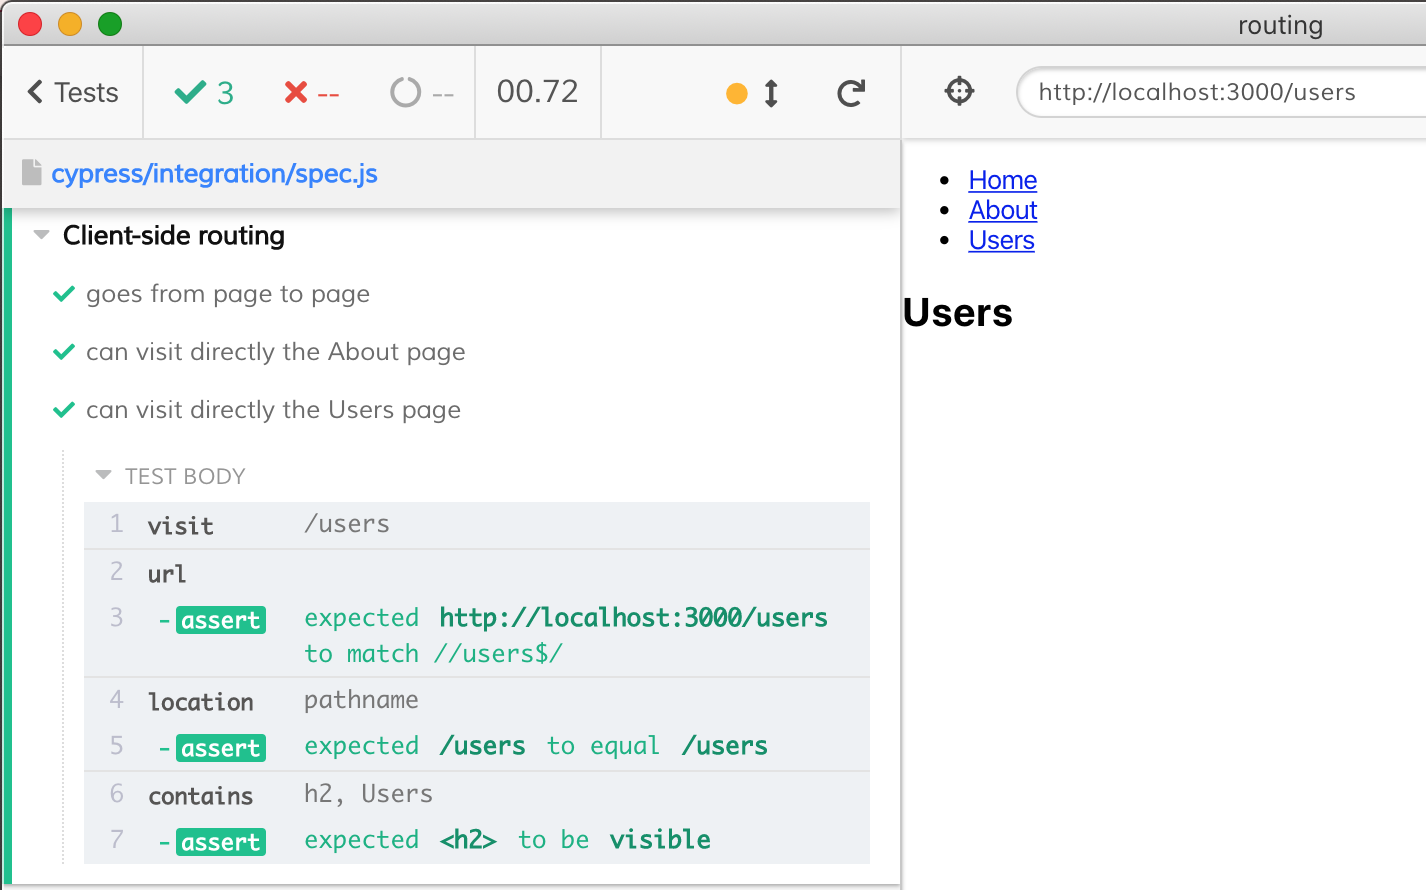 routing
Tests 3 -- -- 00.72 http://localhost:3000/users
cypress/integration/spec.js
Client-side routing
goes from page to page
can visit directly the About page
can visit directly the Users page
TEST BODY
1 visit /users
2 url
3 -assert expected http://localhost:3000/users
to match //users$/
4 location pathname
5 -assert expected /users to equal /users
6 contains h2, Users
7 -assert expected <h2> to be visible
Home
About
Users
Users